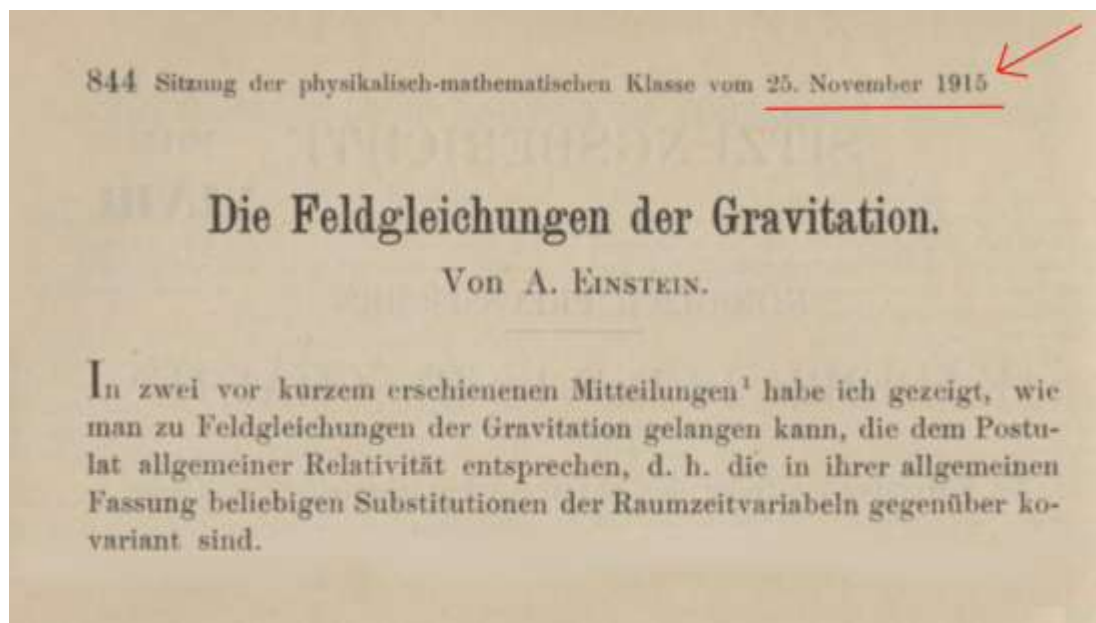 844 Sitzung der physikalisch-mathematischen Klasse vom 25. November 1915
Die Feldgleichungen der Gravitation.
Von A. Einstein.
In zwei vor kurzem erschienenen Mitteilungen¹ habe ich gezeigt, wie
man zu Feldgleichungen der Gravitation gelangen kann, die dem Postu-
lat allgemeiner Relativität entsprechen, d. h. die in ihrer allgemeinen
Fassung beliebigen Substitutionen der Raumzeitvariabeln gegenüber ko-
variant sind.